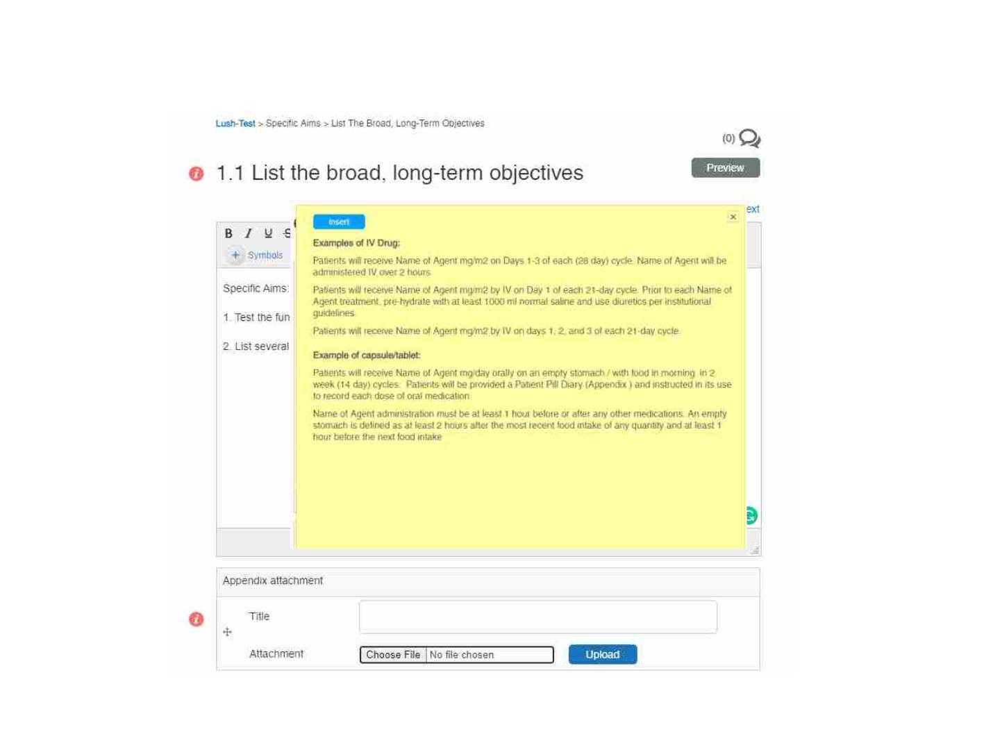 Lush-Test > Specific Aims > List The Broad, Long-Term Objectives
(0)
1.1 List the broad, long-term objectives
Preview
ext
Insert
×
B I U S
Symbols
Examples of IV Drug:
Patients will receive Name of Agent mg/m2 on Days 1-3 of each (28 day) cycle. Name of Agent will be
administered IV over 2 hours
Specific Aims:
Patients will receive Name of Agent mg/m2 by IV on Day 1 of each 21-day cycle. Prior to each Name of
Agent treatment, pre-hydrate with at least 1000 ml normal saline and use diuretics per institutional
guidelines.
1. Test the fun
Patients will receive Name of Agent mg/m2 by IV on days 1, 2, and 3 of each 21-day cycle.
2. List several
Example of capsule/tablet:
Patients will receive Name of Agent mg/day orally on an empty stomach / with food in morning in 2
week (14 day) cycles. Patients will be provided a Patient Pill Diary (Appendix ) and instructed in its use
to record each dose of oral medication.
Name of Agent administration must be at least 1 hour before or after any other medications. An empty
stomach is defined as at least 2 hours after the most recent food intake of any quantity and at least 1
hour before the next food intake
Appendix attachment
Title
Attachment
Choose File No file chosen
Upload